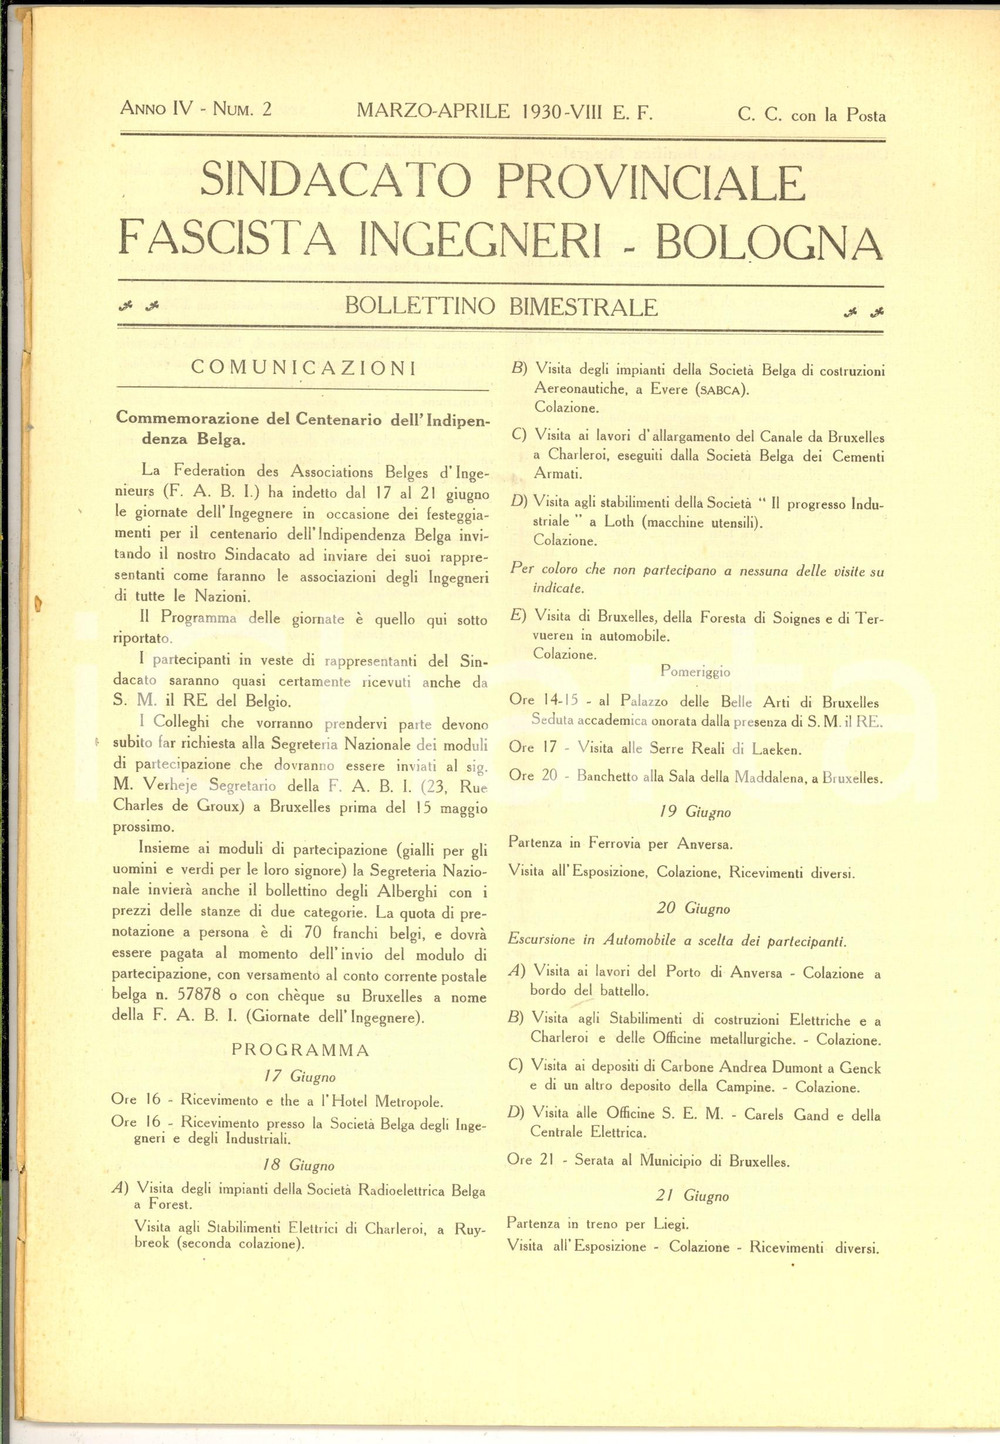 ANNO IV - NUM. 2 MARZO-APRILE 1930-VIII E. F. C. C. con la Posta
SINDACATO PROVINCIALE
FASCISTA INGEGNERI - BOLOGNA
BOLLETTINO BIMESTRALE
COMUNICAZIONI
Commemorazione del Centenario dell'Indipen-
denza Belga.
La Federation des Associations Belges d'Inge-
nieurs (F. A. B. I.) ha indetto dal 17 al 21 giugno
le giornate dell'Ingegnere in occasione dei festeggia-
menti per il centenario dell'Indipendenza Belga invi-
tando il nostro Sindacato ad inviare dei suoi rappre-
sentanti come faranno le associazioni degli Ingegneri
di tutte le Nazioni.
Il Programma delle giornate è quello qui sotto
riportato.
I partecipanti in veste di rappresentanti del Sin-
dacato saranno quasi certamente ricevuti anche da
S. M. il RE del Belgio.
I Colleghi che vorranno prendervi parte devono
subito far richiesta alla Segreteria Nazionale dei moduli
di partecipazione che dovranno essere inviati al sig.
M. Verheje Segretario della F. A. B. I. (23, Rue
Charles de Groux) a Bruxelles prima del 15 maggio
prossimo.
Insieme ai moduli di partecipazione (gialli per gli
uomini e verdi per le loro signore) la Segreteria Nazio-
nale invierà anche il bollettino degli Alberghi con i
prezzi delle stanze di due categorie. La quota di pre-
notazione a persona è di 70 franchi belgi, e dovrà
essere pagata al momento dell'invio del modulo di
partecipazione, con versamento al conto corrente postale
belga n. 57878 o con chèque su Bruxelles a nome
della F. A. B. I. (Giornate dell'Ingegnere).
PROGRAMMA
17 Giugno
Ore 16 - Ricevimento e the a l'Hotel Metropole.
Ore 16 - Ricevimento presso la Società Belga degli Inge-
gneri e degli Industriali.
18 Giugno
A) Visita degli impianti della Società Radioelettrica Belga
a Forest.
Visita agli Stabilimenti Elettrici di Charleroi, a Ruy-
breok (seconda colazione).
B) Visita degli impianti della Società Belga di costruzioni
Aereonautiche, a Evere (SABCA).
Colazione.
C) Visita ai lavori d'allargamento del Canale da Bruxelles
a Charleroi, eseguiti dalla Società Belga dei Cementi
Armati.
D) Visita agli stabilimenti della Società " Il progresso Indu-
striale " a Loth (macchine utensili).
Colazione.
Per coloro che non partecipano a nessuna delle visite su
indicate.
E) Visita di Bruxelles, della Foresta di Soignes e di Ter-
vueren in automobile.
Colazione.
Pomeriggio
Ore 14-15 - al Palazzo delle Belle Arti di Bruxelles
Seduta accademica onorata dalla presenza di S. M. il RE.
Ore 17 - Visita alle Serre Reali di Laeken.
Ore 20 - Banchetto alla Sala della Maddalena, a Bruxelles.
19 Giugno
Partenza in Ferrovia per Anversa.
Visita all'Esposizione, Colazione, Ricevimenti diversi.
20 Giugno
Escursione in Automobile a scelta dei partecipanti.
A) Visita ai lavori del Porto di Anversa - Colazione a
bordo del battello.
B) Visita agli Stabilimenti di costruzioni Elettriche e a
Charleroi e delle Officine metallurgiche. - Colazione.
C) Visita ai depositi di Carbone Andrea Dumont a Genck
e di un altro deposito della Campine. - Colazione.
D) Visita alle Officine S. E. M. - Carels Gand e della
Centrale Elettrica.
Ore 21 - Serata al Municipio di Bruxelles.
21 Giugno
Partenza in treno per Liegi.
Visita all'Esposizione - Colazione - Ricevimenti diversi.